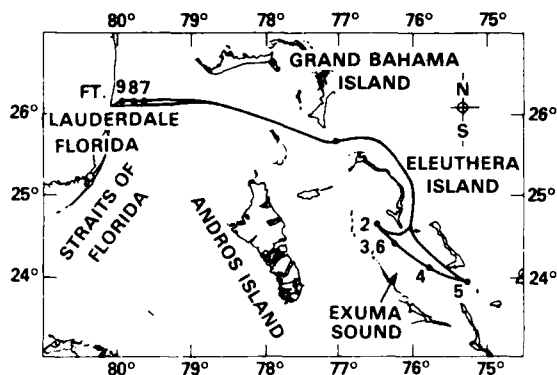 80° 79° 78° 77° 76° 75°
GRAND BAHAMA
ISLAND
N
S
FT.
LAUDERDALE
FLORIDA
987
26°
26°
STRAITS OF
FLORIDA
ELEUTHERA
ISLAND
25°
25°
ANDROS ISLAND
2
3,6
4
5
24°
24°
EXUMA
SOUND
80° 79° 78° 77° 76° 75°